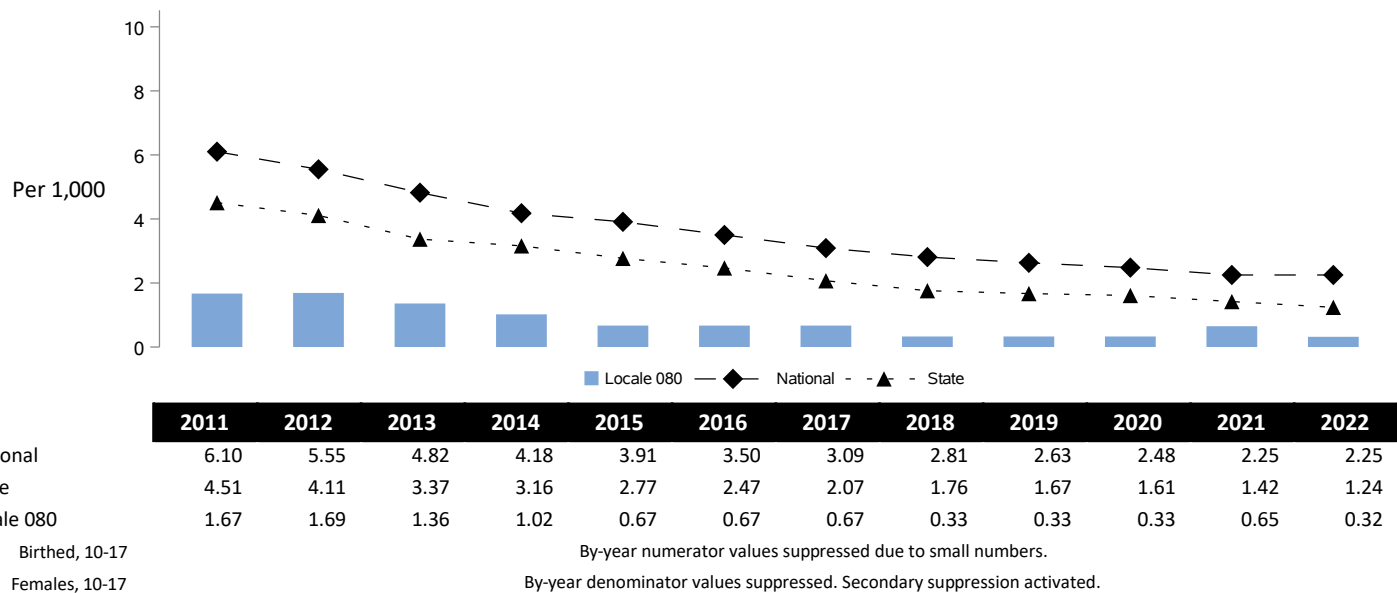 10
8
6
Per 1,000
4
2
0
Locale 080 National State
2011 2012 2013 2014 2015 2016 2017 2018 2019 2020 2021 2022
onal 6.10 5.55 4.82 4.18 3.91 3.50 3.09 2.81 2.63 2.48 2.25 2.25
e 4.51 4.11 3.37 3.16 2.77 2.47 2.07 1.76 1.67 1.61 1.42 1.24
ale 080 1.67 1.69 1.36 1.02 0.67 0.67 0.67 0.33 0.33 0.33 0.65 0.32
Birthed, 10-17 By-year numerator values suppressed due to small numbers.
Females, 10-17 By-year denominator values suppressed. Secondary suppression activated.